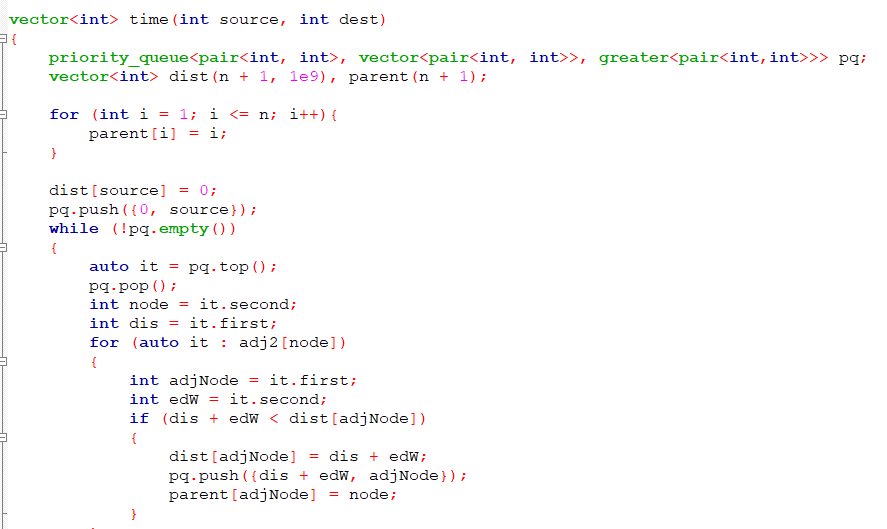 vector<int> time(int source, int dest)
{
    priority_queue<pair<int, int>, vector<pair<int, int>>, greater<pair<int,int>>> pq;
    vector<int> dist(n + 1, 1e9), parent(n + 1);

    for (int i = 1; i <= n; i++){
        parent[i] = i;
    }

    dist[source] = 0;
    pq.push({0, source});
    while (!pq.empty())
    {
        auto it = pq.top();
        pq.pop();
        int node = it.second;
        int dis = it.first;
        for (auto it : adj2[node])
        {
            int adjNode = it.first;
            int edW = it.second;
            if (dis + edW < dist[adjNode])
            {
                dist[adjNode] = dis + edW;
                pq.push({dis + edW, adjNode});
                parent[adjNode] = node;
            }